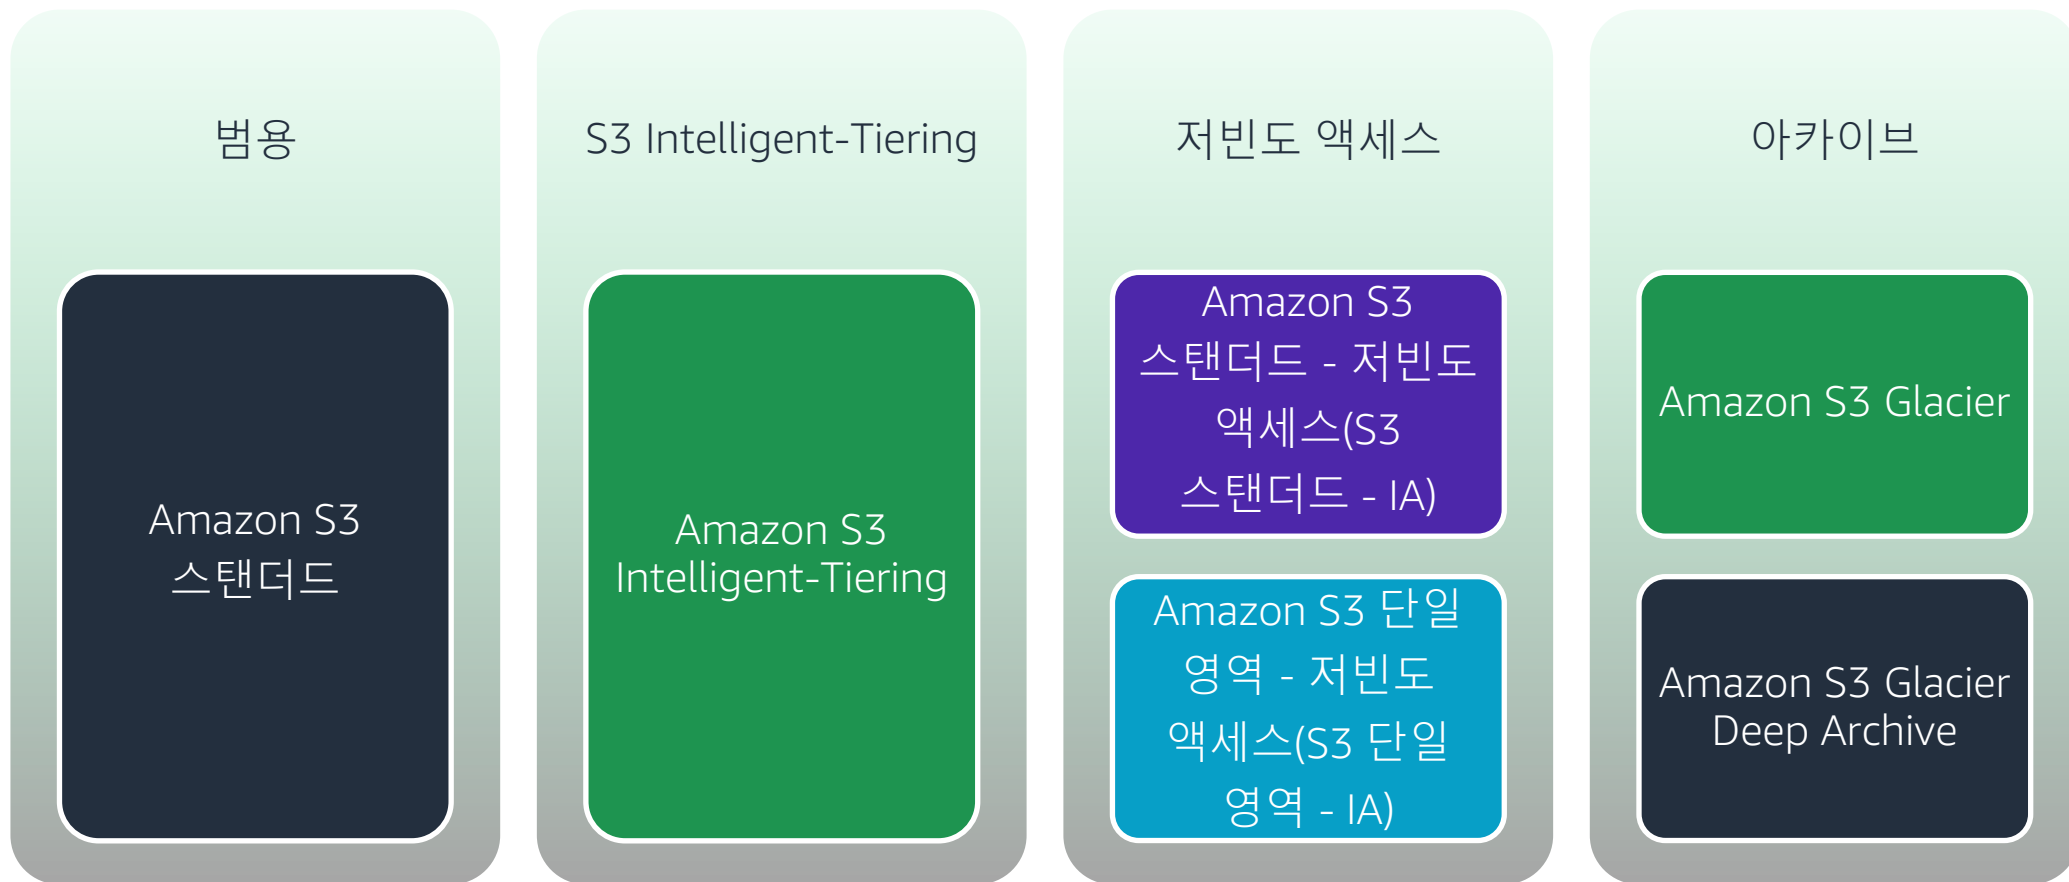 범용
Amazon S3
스탠더드
S3 Intelligent-Tiering
Amazon S3
Intelligent-Tiering
저빈도 액세스
Amazon S3
스탠더드 - 저빈도
액세스(S3
스탠더드 - IA)
Amazon S3 단일
영역 - 저빈도
액세스(S3 단일
영역 - IA)
아카이브
Amazon S3 Glacier
Amazon S3 Glacier
Deep Archive